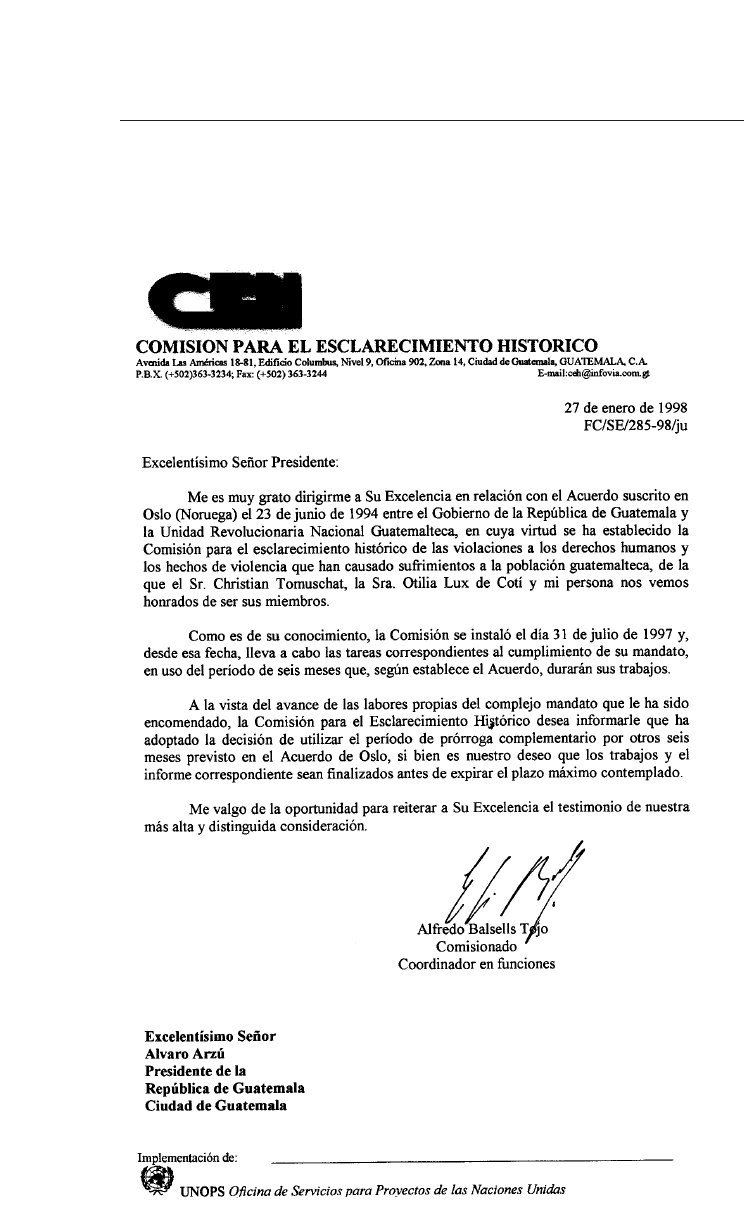 CEH
COMISION PARA EL ESCLARECIMIENTO HISTORICO
Avenida Las Américas 18-81, Edificio Columbus, Nivel 9, Oficina 902, Zona 14, Ciudad de Guatemala, GUATEMALA, C.A.
P.B.X. (+502)363-3234; Fax: (+502) 363-3244 E-mail:ceh@infovia.com.gt
27 de enero de 1998
FC/SE/285-98/ju
Excelentísimo Señor Presidente:
Me es muy grato dirigirme a Su Excelencia en relación con el Acuerdo suscrito en
Oslo (Noruega) el 23 de junio de 1994 entre el Gobierno de la República de Guatemala y
la Unidad Revolucionaria Nacional Guatemalteca, en cuya virtud se ha establecido la
Comisión para el esclarecimiento histórico de las violaciones a los derechos humanos y
los hechos de violencia que han causado sufrimientos a la población guatemalteca, de la
que el Sr. Christian Tomuschat, la Sra. Otilia Lux de Cotí y mi persona nos vemos
honrados de ser sus miembros.
Como es de su conocimiento, la Comisión se instaló el día 31 de julio de 1997 y,
desde esa fecha, lleva a cabo las tareas correspondientes al cumplimiento de su mandato,
en uso del período de seis meses que, según establece el Acuerdo, durarán sus trabajos.
A la vista del avance de las labores propias del complejo mandato que le ha sido
encomendado, la Comisión para el Esclarecimiento Histórico desea informarle que ha
adoptado la decisión de utilizar el período de prórroga complementario por otros seis
meses previsto en el Acuerdo de Oslo, si bien es nuestro deseo que los trabajos y el
informe correspondiente sean finalizados antes de expirar el plazo máximo contemplado.
Me valgo de la oportunidad para reiterar a Su Excelencia el testimonio de nuestra
más alta y distinguida consideración.
Alfredo Balsells Tojo
Comisionado
Coordinador en funciones
Excelentísimo Señor
Alvaro Arzú
Presidente de la
República de Guatemala
Ciudad de Guatemala
Implementación de:
UNOPS Oficina de Servicios para Proyectos de las Naciones Unidas